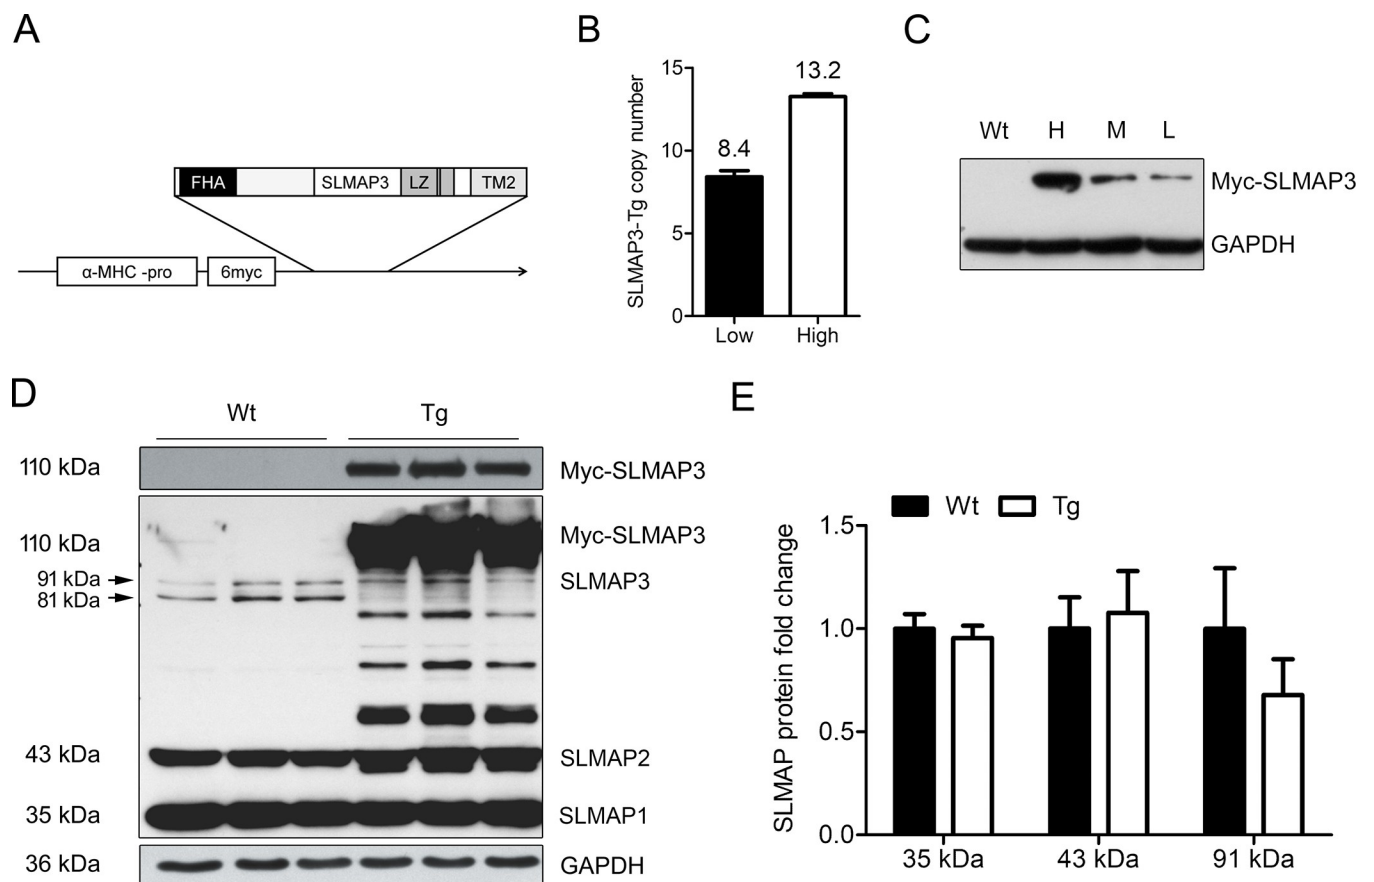 A
FHA
SLMAP3
LZ
TM2
α-MHC -pro
6myc
B
SLMAP3-Tg copy number
15
10
5
0
8.4
13.2
Low
High
C
Wt H M L
Myc-SLMAP3
GAPDH
D
Wt Tg
110 kDa Myc-SLMAP3
110 kDa Myc-SLMAP3
91 kDa SLMAP3
81 kDa
43 kDa SLMAP2
35 kDa SLMAP1
36 kDa GAPDH
E
Wt Tg
SLMAP protein fold change
1.5
1.0
0.5
0.0
35 kDa 43 kDa 91 kDa